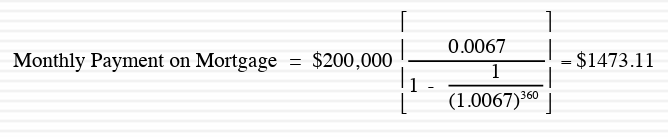 Monthly Payment on Mortgage = $200,000 [ 0.0067 / 1 - 1 / (1.0067)^360 ] = $1473.11